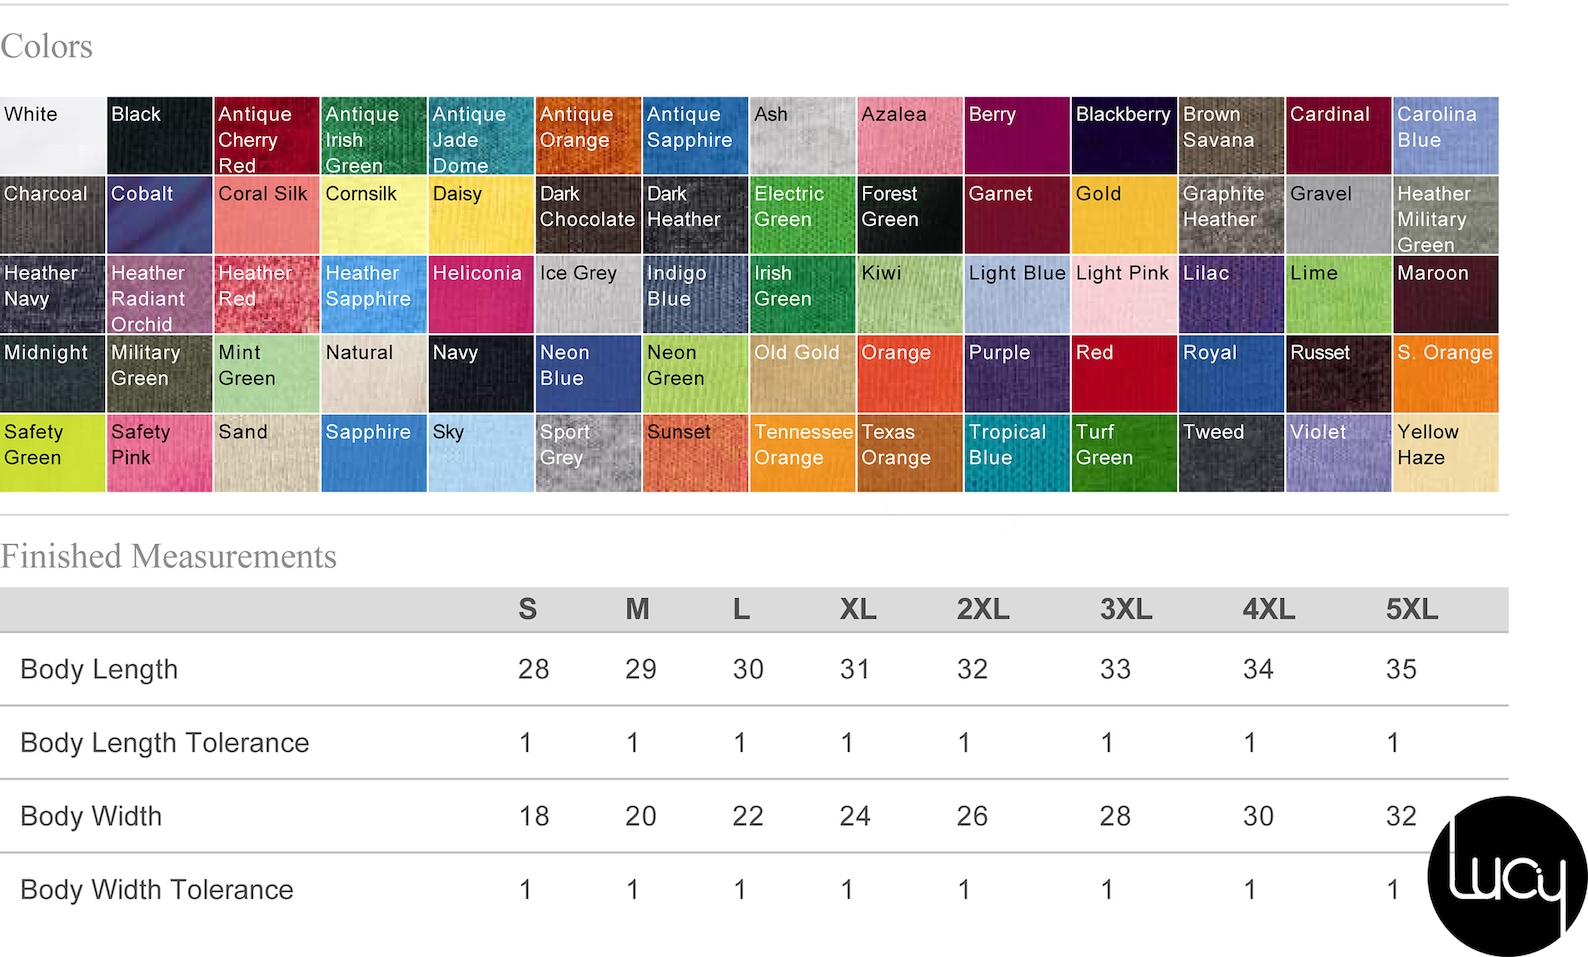 Colors
White
Black
Antique
Cherry
Red
Antique
Irish
Green
Antique
Jade
Dome
Antique
Orange
Antique
Sapphire
Ash
Azalea
Berry
Blackberry
Brown
Savana
Cardinal
Carolina
Blue
Charcoal
Cobalt
Coral Silk
Cornsilk
Daisy
Dark
Chocolate
Dark
Heather
Electric
Green
Forest
Green
Garnet
Gold
Graphite
Heather
Gravel
Heather
Military
Green
Heather
Navy
Heather
Radiant
Orchid
Heather
Red
Heather
Sapphire
Heliconia
Ice Grey
Indigo
Blue
Irish
Green
Kiwi
Light Blue
Light Pink
Lilac
Lime
Maroon
Midnight
Military
Green
Mint
Green
Natural
Navy
Neon
Blue
Neon
Green
Old Gold
Orange
Purple
Red
Royal
Russet
S. Orange
Safety
Green
Safety
Pink
Sand
Sapphire
Sky
Sport
Grey
Sunset
Tennessee
Orange
Texas
Orange
Tropical
Blue
Turf
Green
Tweed
Violet
Yellow
Haze
Finished Measurements
S M L XL 2XL 3XL 4XL 5XL
Body Length 28 29 30 31 32 33 34 35
Body Length Tolerance 1 1 1 1 1 1 1 1
Body Width 18 20 22 24 26 28 30 32
Body Width Tolerance 1 1 1 1 1 1 1 1
Lucy